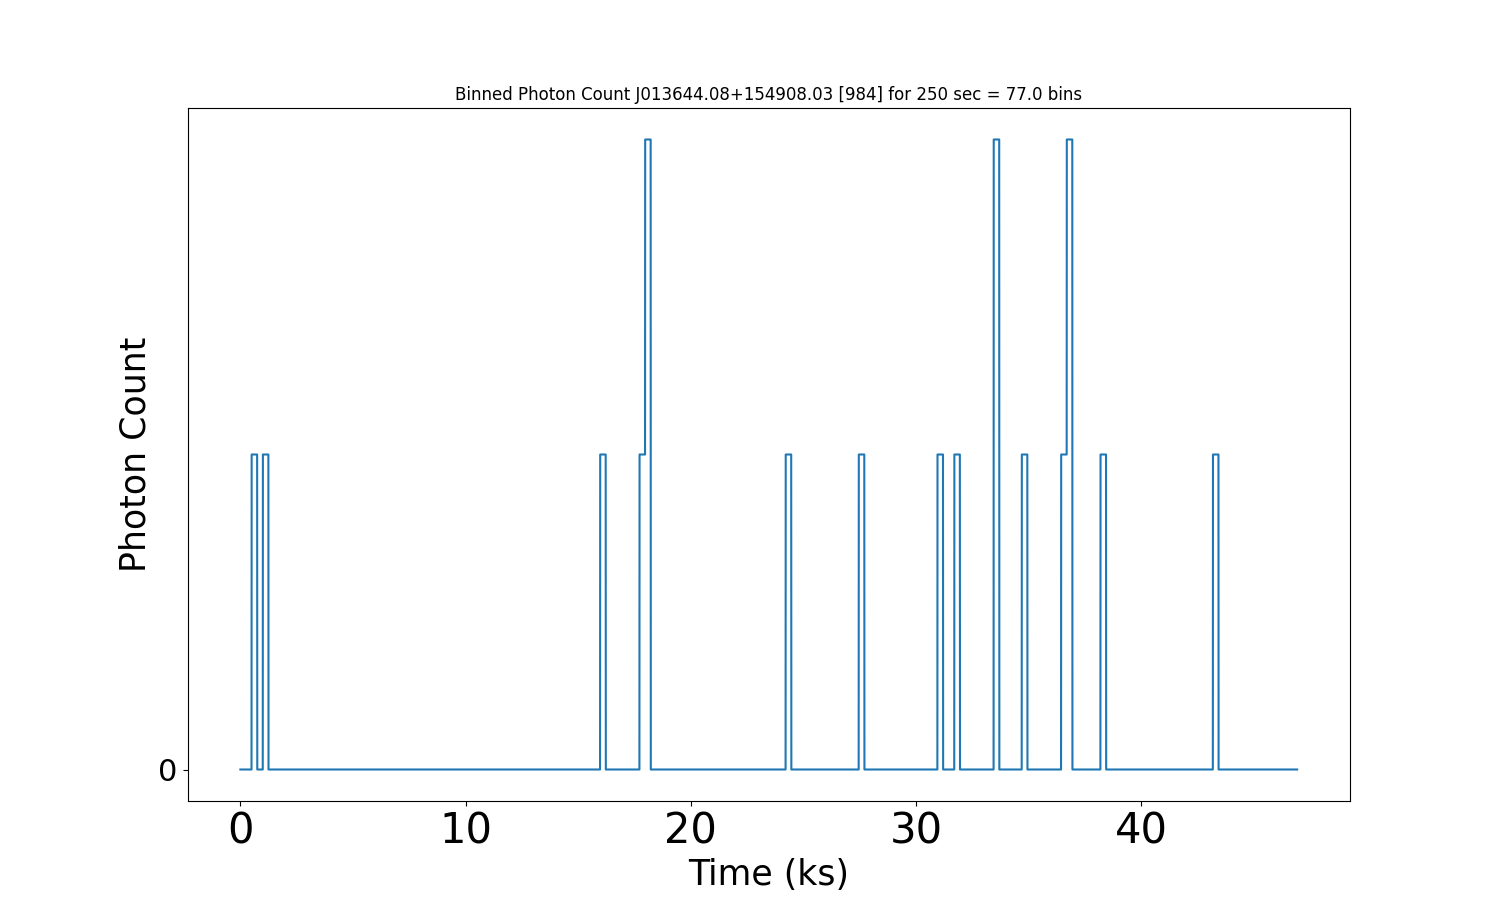 Binned Photon Count J013644.08+154908.03 [984] for 250 sec = 77.0 bins
Photon Count
0
0 10 20 30 40
Time (ks)